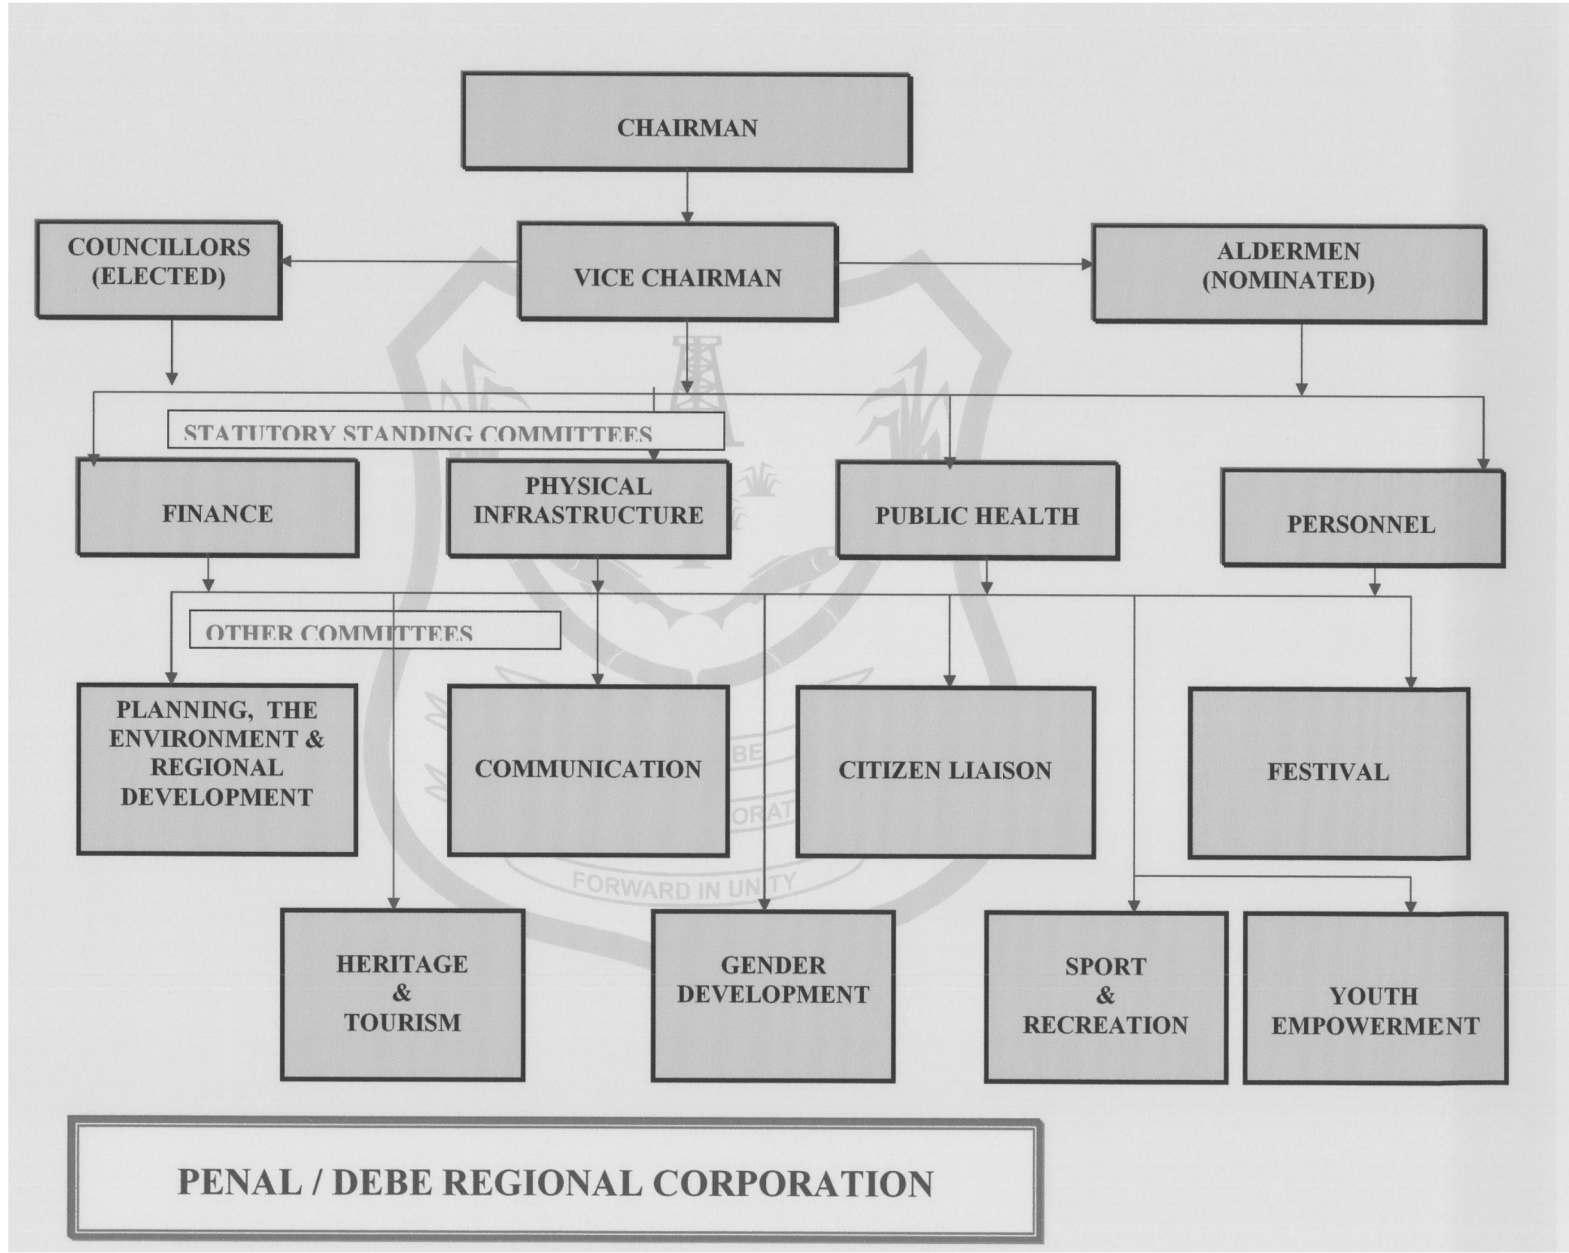 CHAIRMAN
COUNCILLORS
(ELECTED)
VICE CHAIRMAN
ALDERMEN
(NOMINATED)
STATUTORY STANDING COMMITTEES
FINANCE
PHYSICAL
INFRASTRUCTURE
PUBLIC HEALTH
PERSONNEL
OTHER COMMITTEES
PLANNING, THE
ENVIRONMENT &
REGIONAL
DEVELOPMENT
COMMUNICATION
CITIZEN LIAISON
FESTIVAL
BE
ORAT
FORWARD IN UNITY
HERITAGE
&
TOURISM
GENDER
DEVELOPMENT
SPORT
&
RECREATION
YOUTH
EMPOWERMENT
PENAL / DEBE REGIONAL CORPORATION